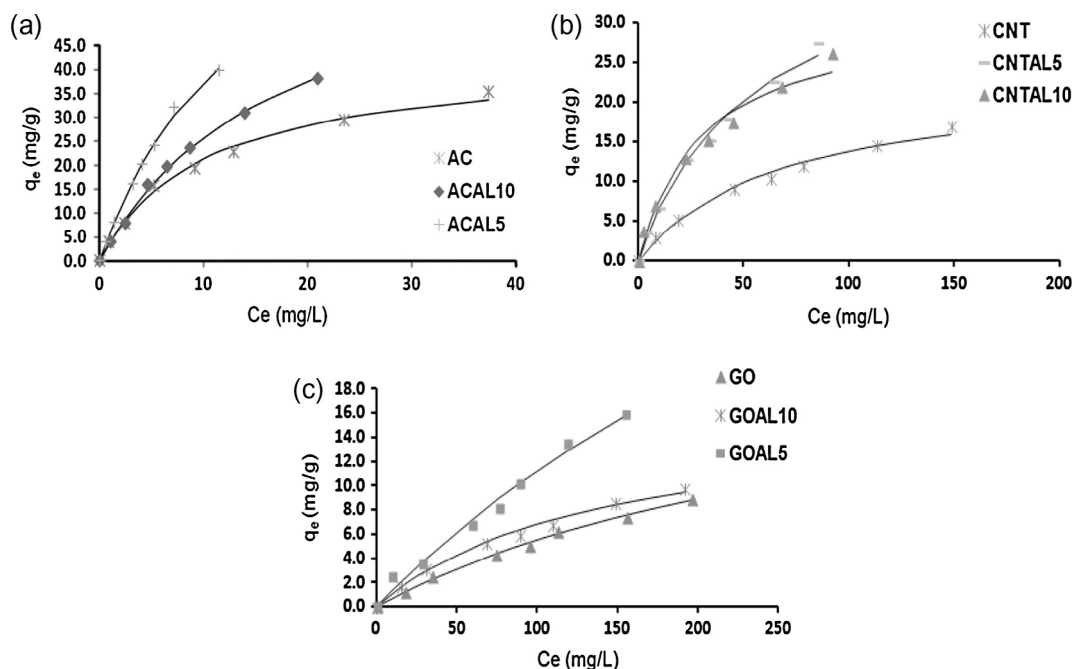 (a)
45.0
40.0
35.0
30.0
25.0
20.0
15.0
10.0
5.0
0.0
qe (mg/g)
0 10 20 30 40
Ce (mg/L)
AC
ACAL10
ACAL5
(b)
30.0
25.0
20.0
15.0
10.0
5.0
0.0
qe (mg/g)
0 50 100 150 200
Ce (mg/L)
CNT
CNTAL5
CNTAL10
(c)
18.0
16.0
14.0
12.0
10.0
8.0
6.0
4.0
2.0
0.0
qe (mg/g)
0 50 100 150 200
Ce (mg/L)
GO
GOAL10
GOAL5